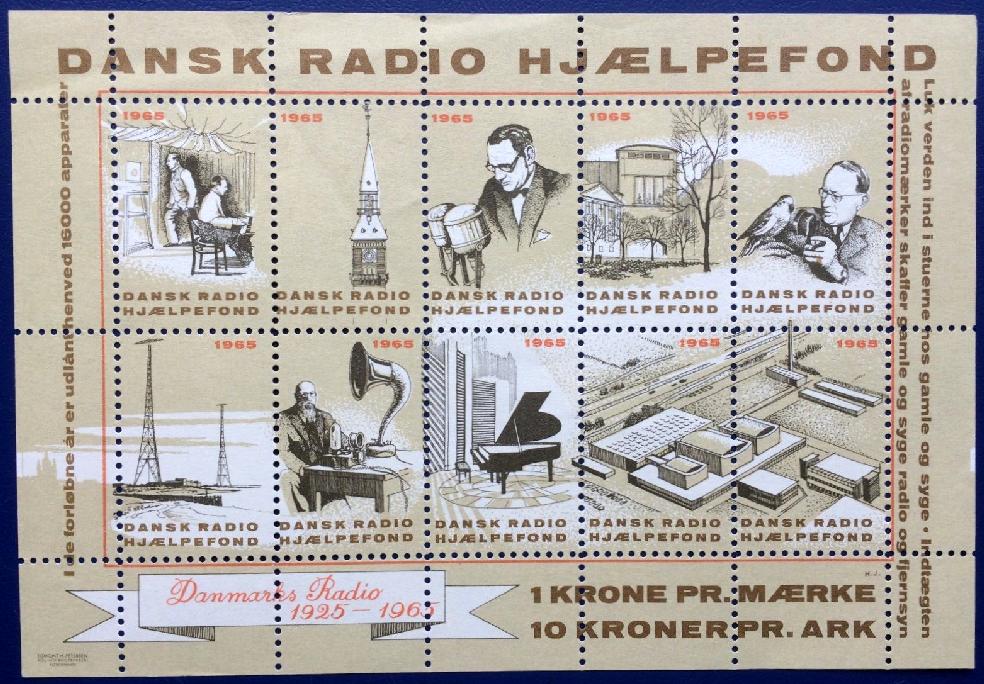 DANSK RADIO HJÆLPEFOND
I de forløbne år er udlånt henved 16000 apparater
1965
1965
1965
1965
1965
DANSK RADIO
HJÆLPEFOND
DANSK RADIO
HJÆLPEFOND
DANSK RADIO
HJÆLPEFOND
DANSK RADIO
HJÆLPEFOND
DANSK RADIO
HJÆLPEFOND
1965
1965
1965
1965
1965
DANSK RADIO
HJÆLPEFOND
DANSK RADIO
HJÆLPEFOND
DANSK RADIO
HJÆLPEFOND
DANSK RADIO
HJÆLPEFOND
DANSK RADIO
HJÆLPEFOND
Luk verden ind i stuerne hos gamle og syge · Indtægten
af radiomærker skaffer gamle og syge radio og fjernsyn
H. J.
Danmarks Radio
1925 – 1965
1 KRONE PR. MÆRKE
10 KRONER PR. ARK